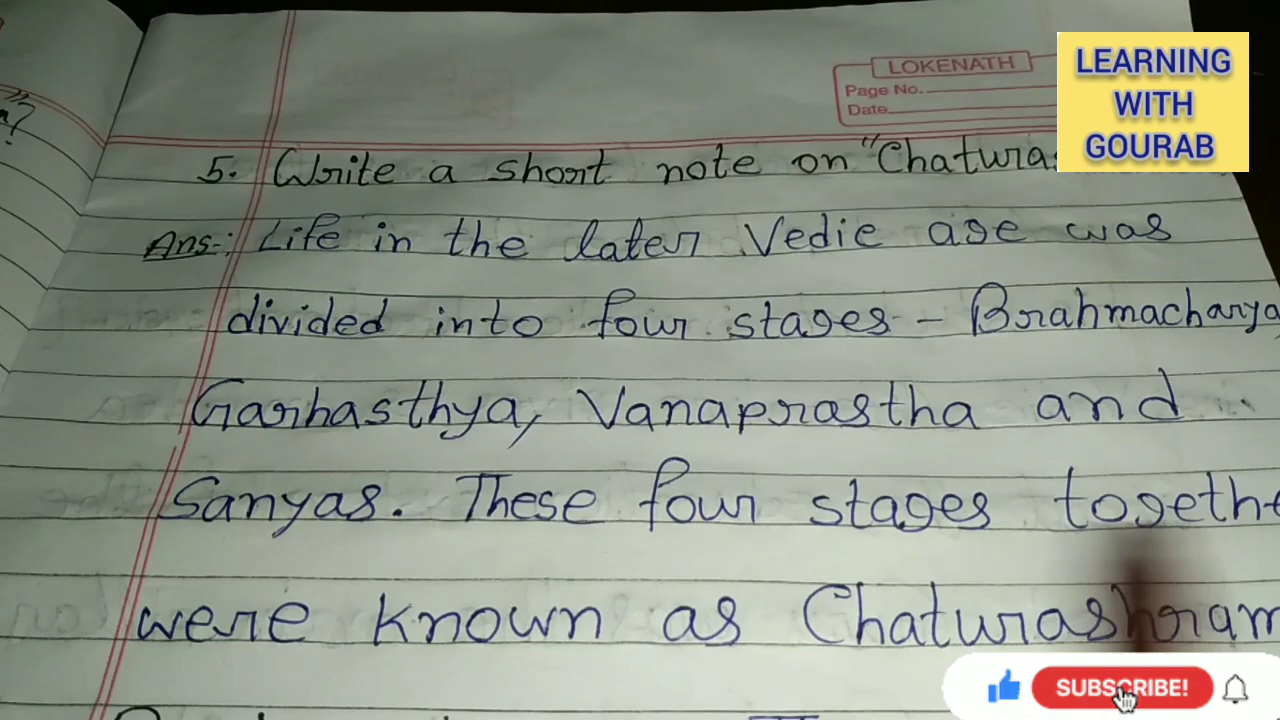 LEARNING
WITH
GOURAB
LOKENATH
Page No.
Date
5. Write a short note on "Chaturas
Ans:- Life in the later Vedic age was
divided into four stages - Brahmacharya,
Garhasthya, Vanaprastha and
Sanyas. These four stages togethe
were known as Chaturashram
SUBSCRIBE!